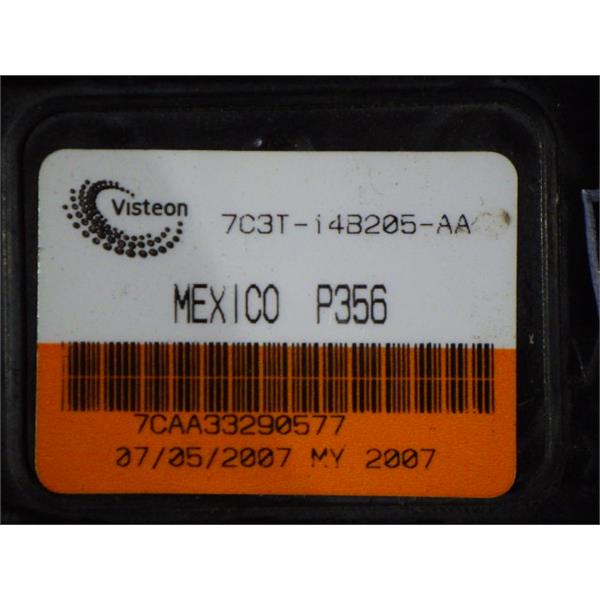 Visteon
7C3T-14B205-AA
MEXICO P356
7CAA33290577
07/05/2007 MY 2007